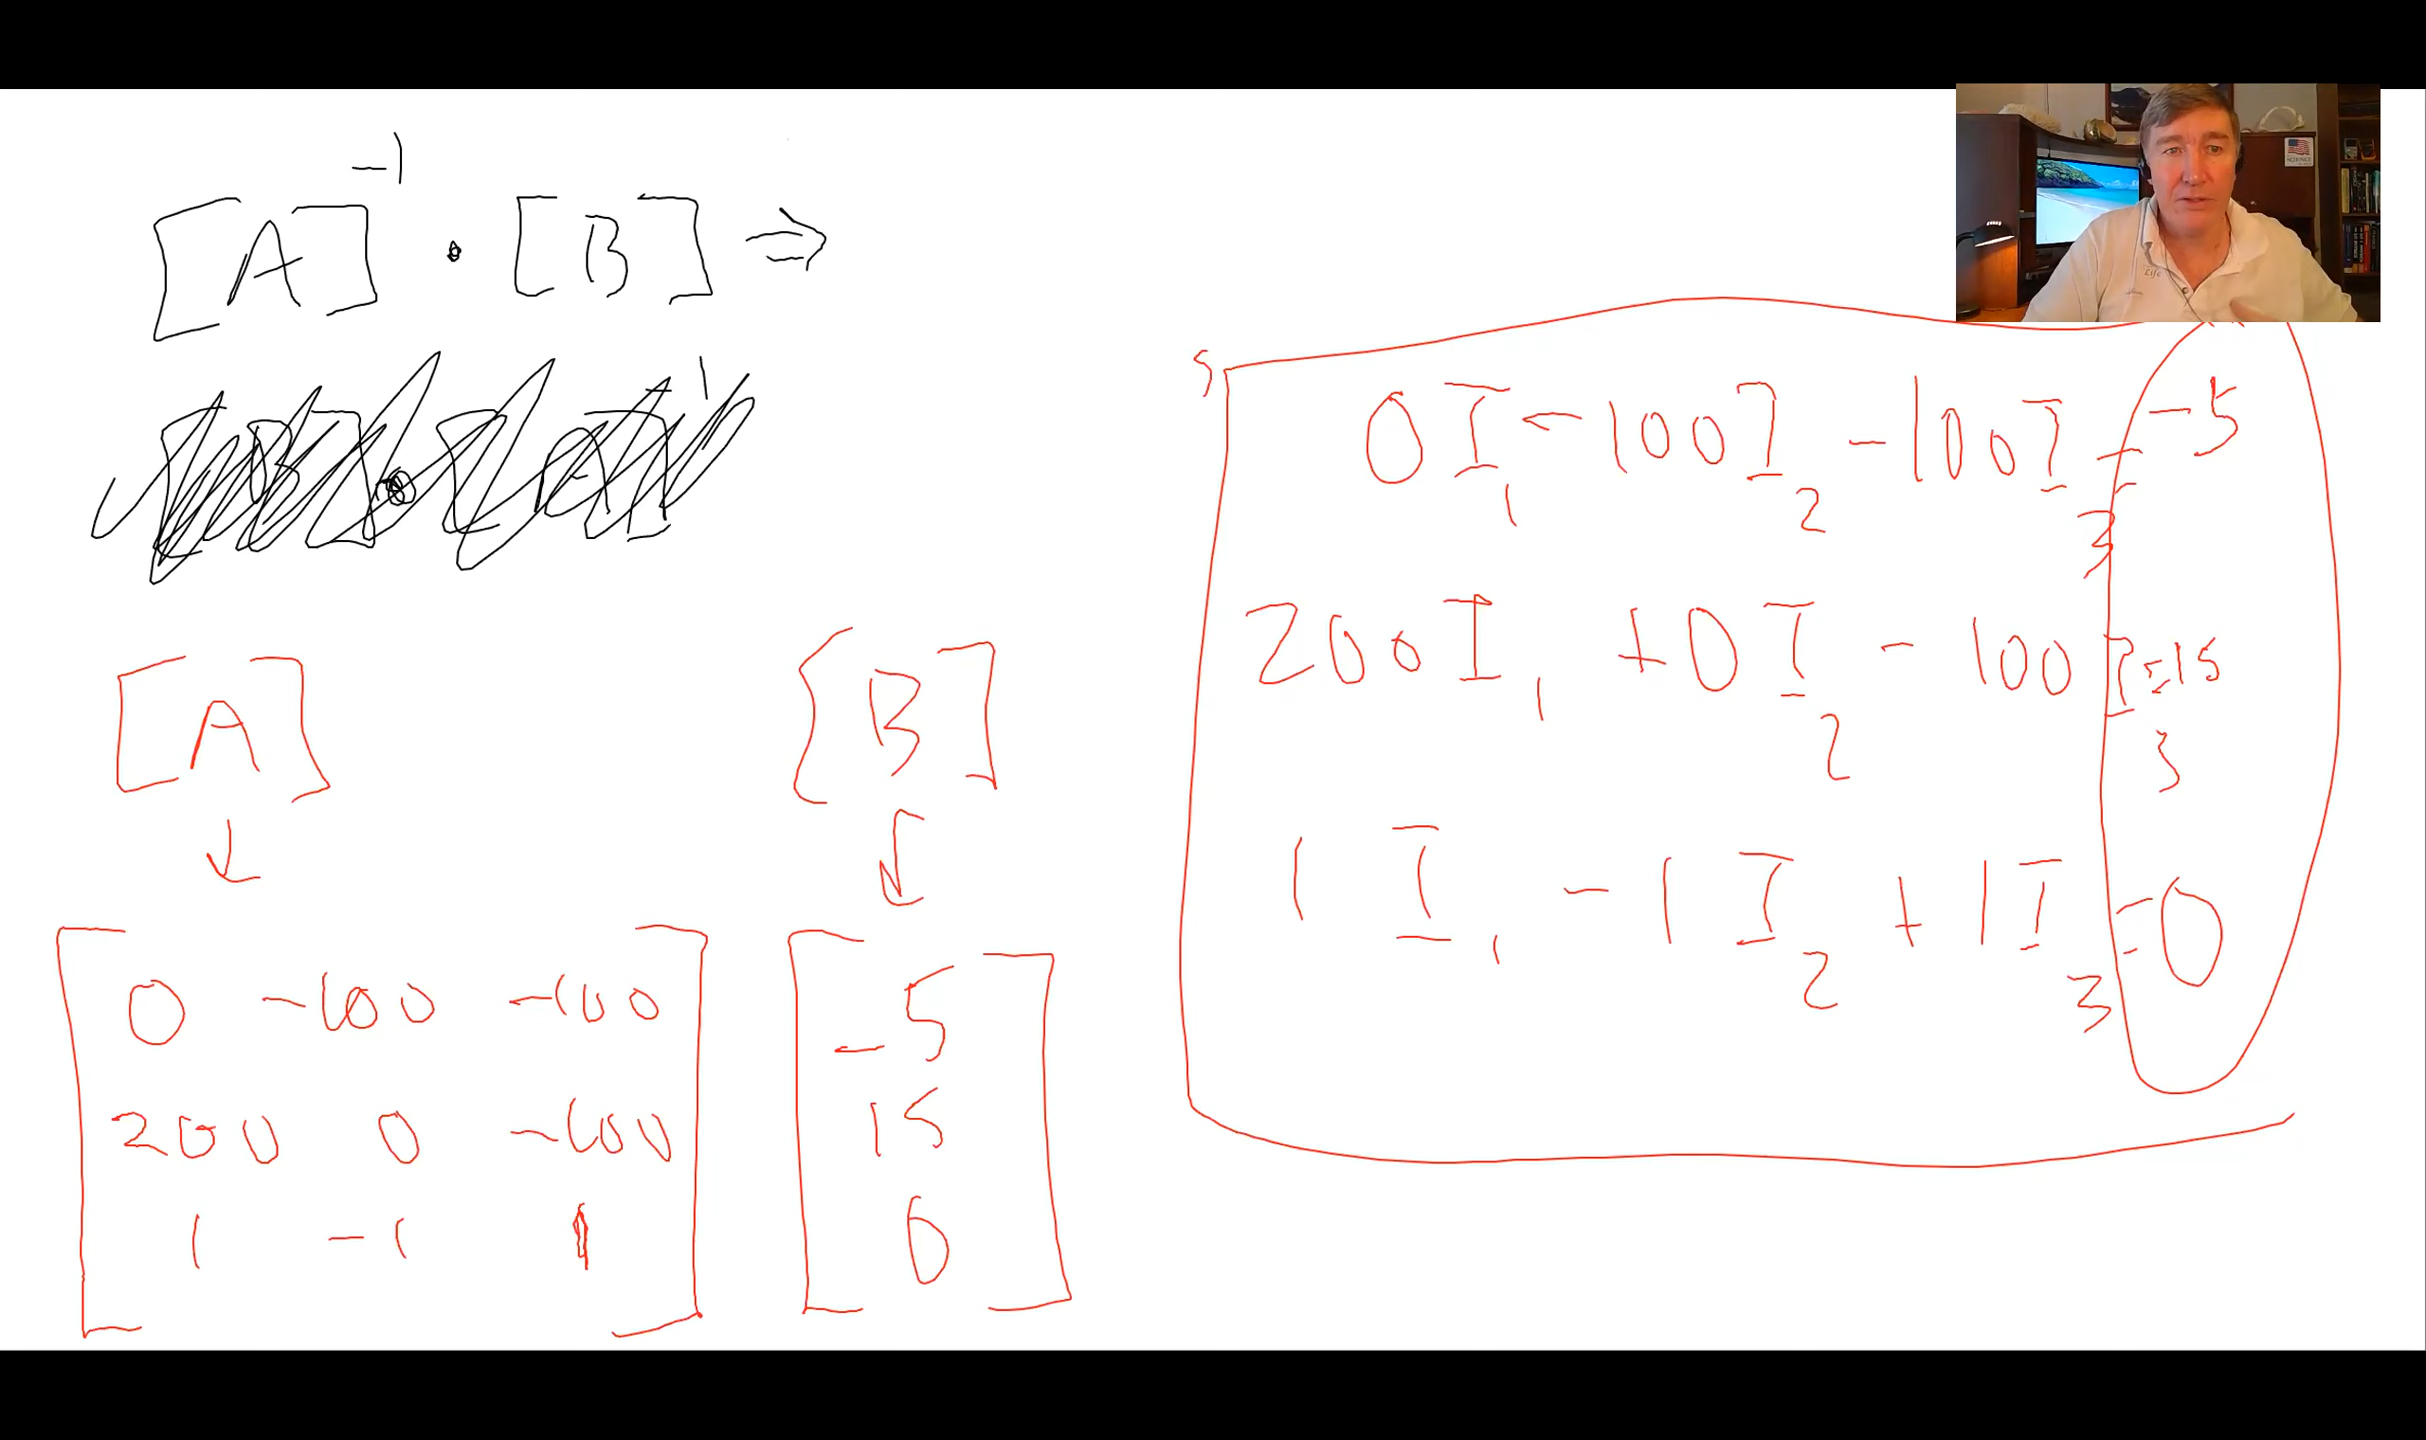 [A]⁻¹ · [B] ⇒
[A]
↓
[B]
↓
0 -100 -100
200 0 -100
1 -1 1
-5
15
0
0I₁ - 100I₂ - 100I₃ = -5
200I₁ + 0I₂ - 100I₃ = 15
1I₁ - 1I₂ + 1I₃ = 0